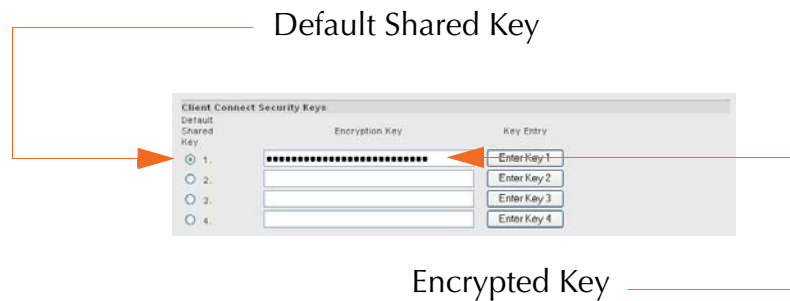 Default Shared Key
Client Connect Security Keys
Default
Shared
Key
Encryption Key
Key Entry
1.
••••••••••••••••••••••••••
Enter Key 1
2.
Enter Key 2
3.
Enter Key 3
4.
Enter Key 4
Encrypted Key